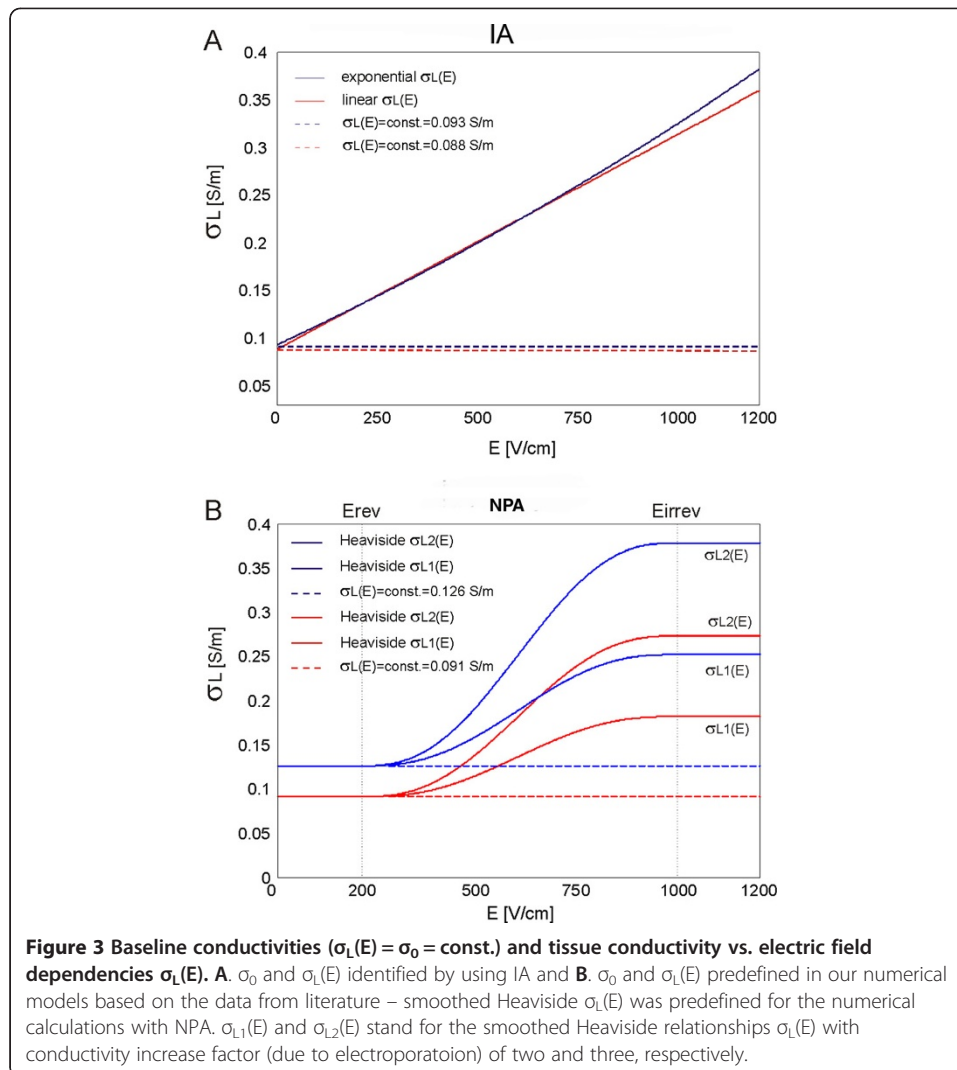 A
IA
0.4
0.35
0.3
0.25
0.2
0.15
0.1
0.05
σL [S/m]
exponential σL(E)
linear σL(E)
σL(E)=const.=0.093 S/m
σL(E)=const.=0.088 S/m
0 250 500 750 1000 1200
E [V/cm]
B
NPA
Erev
Eirrev
0.4
0.35
0.3
0.25
0.2
0.15
0.1
0.05
0
σL [S/m]
Heaviside σL2(E)
Heaviside σL1(E)
σL(E)=const.=0.126 S/m
Heaviside σL2(E)
Heaviside σL1(E)
σL(E)=const.=0.091 S/m
σL2(E)
σL2(E)
σL1(E)
σL1(E)
0 200 500 750 1000 1200
E [V/cm]
Figure 3 Baseline conductivities (σL(E) = σ0 = const.) and tissue conductivity vs. electric field
dependencies σL(E). A. σ0 and σL(E) identified by using IA and B. σ0 and σL(E) predefined in our numerical
models based on the data from literature – smoothed Heaviside σL(E) was predefined for the numerical
calculations with NPA. σL1(E) and σL2(E) stand for the smoothed Heaviside relationships σL(E) with
conductivity increase factor (due to electroporatoion) of two and three, respectively.